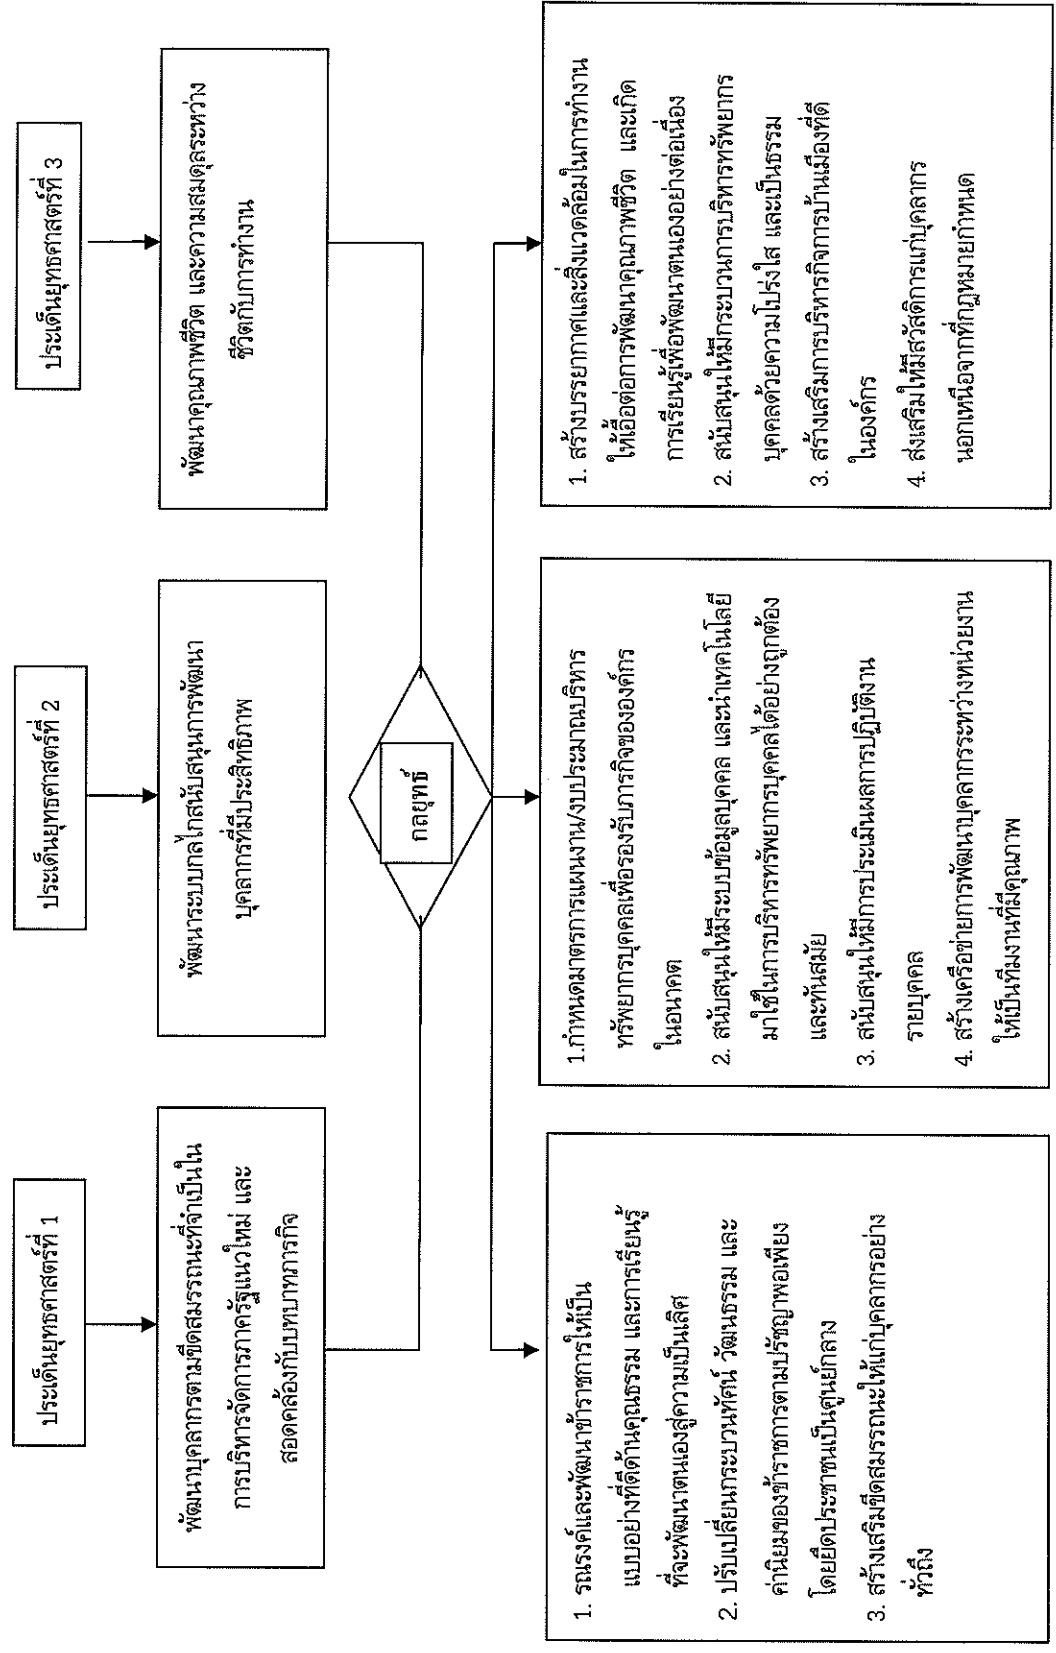 ประเด็นยุทธศาสตร์ที่ 1
พัฒนาบุคลากรตามขีดสมรรถนะที่จำเป็นใน
การบริหารจัดการภาครัฐแนวใหม่ และ
สอดคล้องกับบทบาทภารกิจ
ประเด็นยุทธศาสตร์ที่ 2
พัฒนาระบบกลไกสนับสนุนการพัฒนา
บุคลากรที่มีประสิทธิภาพ
ประเด็นยุทธศาสตร์ที่ 3
พัฒนาคุณภาพชีวิต และความสมดุลระหว่าง
ชีวิตกับการทำงาน
กลยุทธ์
1. รณรงค์และพัฒนาข้าราชการให้เป็น
แบบอย่างที่ดีด้านคุณธรรม และการเรียนรู้
ที่จะพัฒนาตนเองสู่ความเป็นเลิศ
2. ปรับเปลี่ยนกระบวนทัศน์ วัฒนธรรม และ
ค่านิยมของข้าราชการตามปรัชญาพอเพียง
โดยยึดประชาชนเป็นศูนย์กลาง
3. สร้างเสริมขีดสมรรถนะให้แก่บุคลากรอย่าง
ทั่วถึง
1.กำหนดมาตรการแผนงาน/งบประมาณบริหาร
ทรัพยากรบุคคลเพื่อรองรับภารกิจขององค์กร
ในอนาคต
2. สนับสนุนให้มีระบบข้อมูลบุคคล และนำเทคโนโลยี
มาใช้ในการบริหารทรัพยากรบุคคลได้อย่างถูกต้อง
และทันสมัย
3. สนับสนุนให้มีการประเมินผลการปฏิบัติงาน
รายบุคคล
4. สร้างเครือข่ายการพัฒนาบุคลากรระหว่างหน่วยงาน
ให้เป็นทีมงานที่มีคุณภาพ
1. สร้างบรรยากาศและสิ่งแวดล้อมในการทำงาน
ให้เอื้อต่อการพัฒนาคุณภาพชีวิต และเกิด
การเรียนรู้เพื่อพัฒนาตนเองอย่างต่อเนื่อง
2. สนับสนุนให้มีกระบวนการบริหารทรัพยากร
บุคคลด้วยความโปร่งใส และเป็นธรรม
3. สร้างเสริมการบริหารกิจการบ้านเมืองที่ดี
ในองค์กร
4. ส่งเสริมให้มีสวัสดิการแก่บุคลากร
นอกเหนือจากที่กฎหมายกำหนด